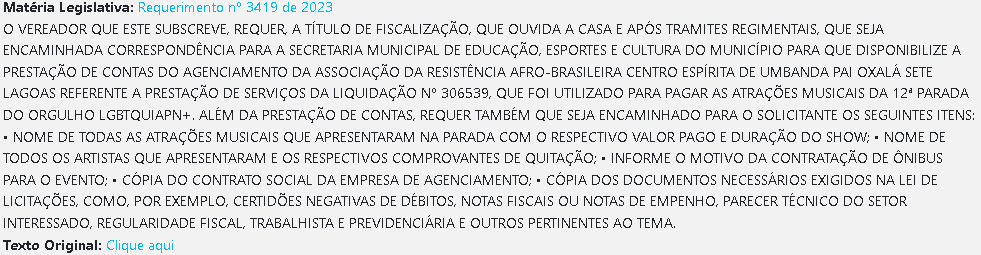 Matéria Legislativa: Requerimento nº 3419 de 2023
O VEREADOR QUE ESTE SUBSCREVE, REQUER, A TÍTULO DE FISCALIZAÇÃO, QUE OUVIDA A CASA E APÓS TRAMITES REGIMENTAIS, QUE SEJA
ENCAMINHADA CORRESPONDÊNCIA PARA A SECRETARIA MUNICIPAL DE EDUCAÇÃO, ESPORTES E CULTURA DO MUNICÍPIO PARA QUE DISPONIBILIZE A
PRESTAÇÃO DE CONTAS DO AGENCIAMENTO DA ASSOCIAÇÃO DA RESISTÊNCIA AFRO-BRASILEIRA CENTRO ESPÍRITA DE UMBANDA PAI OXALÁ SETE
LAGOAS REFERENTE A PRESTAÇÃO DE SERVIÇOS DA LIQUIDAÇÃO Nº 306539, QUE FOI UTILIZADO PARA PAGAR AS ATRAÇÕES MUSICAIS DA 12ª PARADA
DO ORGULHO LGBTQUIAPN+. ALÉM DA PRESTAÇÃO DE CONTAS, REQUER TAMBÉM QUE SEJA ENCAMINHADO PARA O SOLICITANTE OS SEGUINTES ITENS:
• NOME DE TODAS AS ATRAÇÕES MUSICAIS QUE APRESENTARAM NA PARADA COM O RESPECTIVO VALOR PAGO E DURAÇÃO DO SHOW; • NOME DE
TODOS OS ARTISTAS QUE APRESENTARAM E OS RESPECTIVOS COMPROVANTES DE QUITAÇÃO; • INFORME O MOTIVO DA CONTRATAÇÃO DE ÔNIBUS
PARA O EVENTO; • CÓPIA DO CONTRATO SOCIAL DA EMPRESA DE AGENCIAMENTO; • CÓPIA DOS DOCUMENTOS NECESSÁRIOS EXIGIDOS NA LEI DE
LICITAÇÕES, COMO, POR EXEMPLO, CERTIDÕES NEGATIVAS DE DÉBITOS, NOTAS FISCAIS OU NOTAS DE EMPENHO, PARECER TÉCNICO DO SETOR
INTERESSADO, REGULARIDADE FISCAL, TRABALHISTA E PREVIDENCIÁRIA E OUTROS PERTINENTES AO TEMA.
Texto Original: Clique aqui